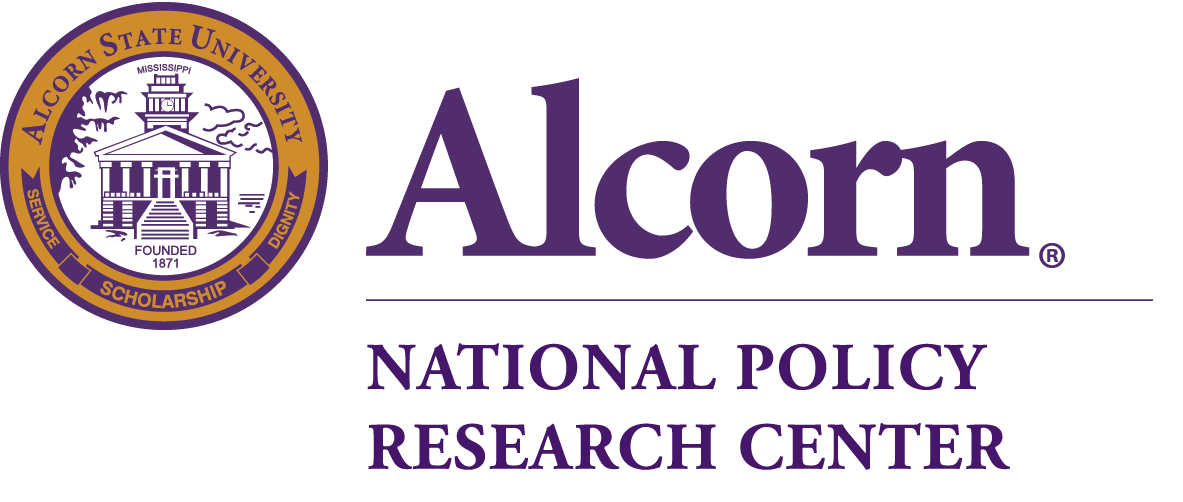 ALCORN STATE UNIVERSITY
MISSISSIPPI
FOUNDED
1871
SERVICE
SCHOLARSHIP
DIGNITY
Alcorn®
NATIONAL POLICY
RESEARCH CENTER